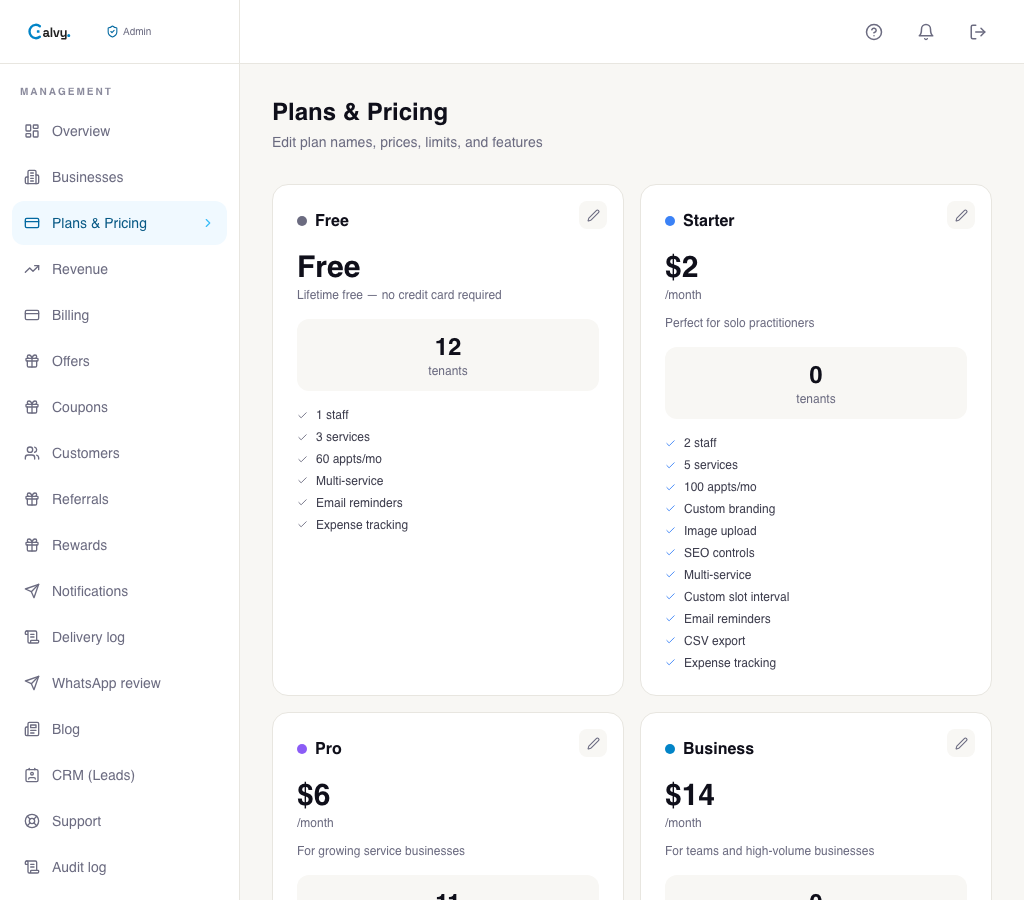 Calvy.
Admin
MANAGEMENT
Overview
Businesses
Plans & Pricing
Revenue
Billing
Offers
Coupons
Customers
Referrals
Rewards
Notifications
Delivery log
WhatsApp review
Blog
CRM (Leads)
Support
Audit log
Plans & Pricing
Edit plan names, prices, limits, and features
Free
Free
Lifetime free — no credit card required
12
tenants
1 staff
3 services
60 appts/mo
Multi-service
Email reminders
Expense tracking
Starter
$2
/month
Perfect for solo practitioners
0
tenants
2 staff
5 services
100 appts/mo
Custom branding
Image upload
SEO controls
Multi-service
Custom slot interval
Email reminders
CSV export
Expense tracking
Pro
$6
/month
For growing service businesses
11
Business
$14
/month
For teams and high-volume businesses
0